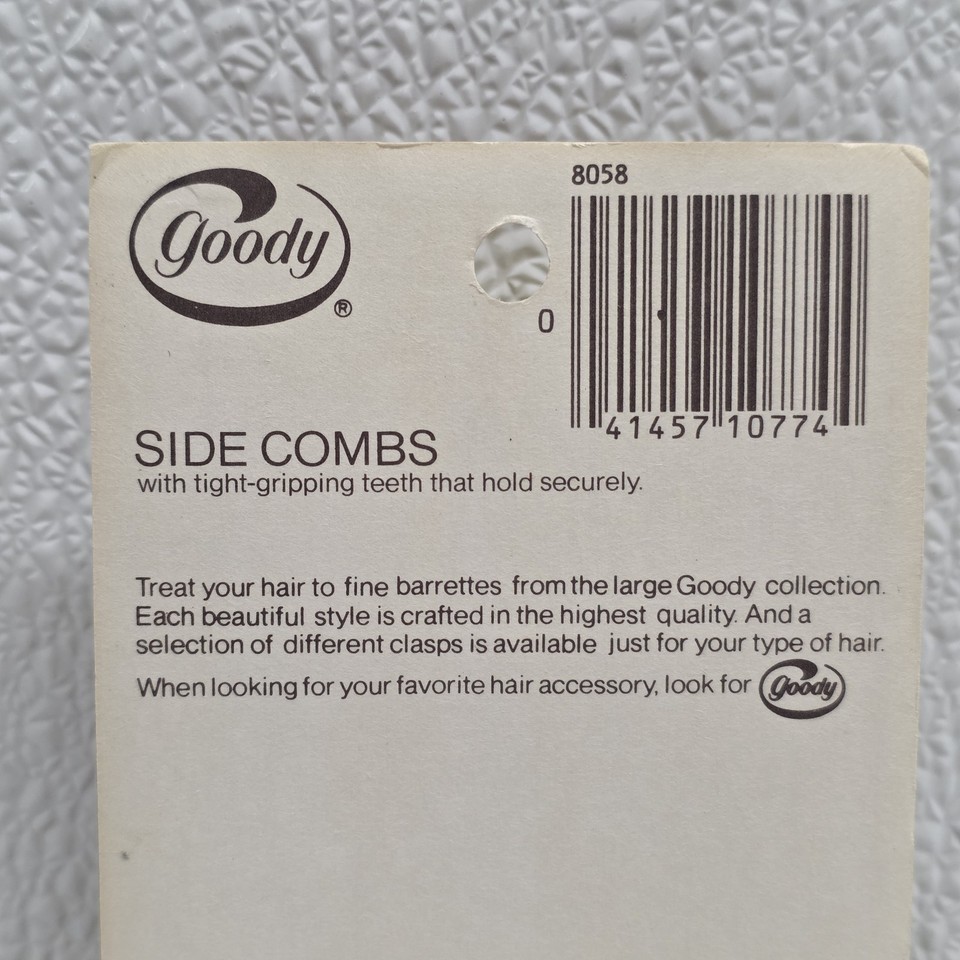 goody
®
8058
0 41457 10774
SIDE COMBS
with tight-gripping teeth that hold securely.
Treat your hair to fine barrettes from the large Goody collection.
Each beautiful style is crafted in the highest quality. And a
selection of different clasps is available just for your type of hair.
When looking for your favorite hair accessory, look for goody